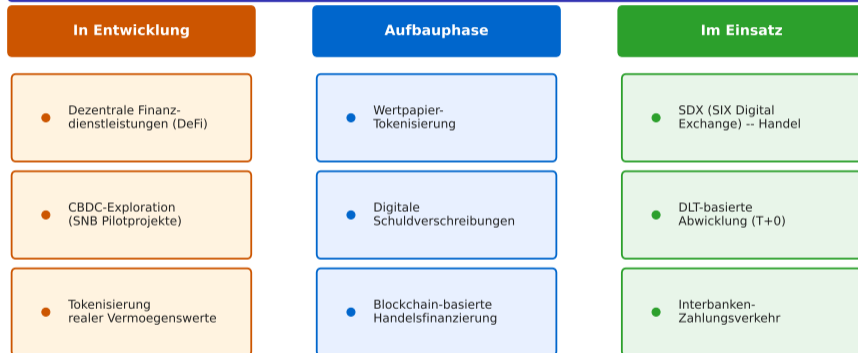 In Entwicklung
Dezentrale Finanz-
dienstleistungen (DeFi)
CBDC-Exploration
(SNB Pilotprojekte)
Tokenisierung
realer Vermoegenswerte
Aufbauphase
Wertpapier-
Tokenisierung
Digitale
Schuldverschreibungen
Blockchain-basierte
Handelsfinanzierung
Im Einsatz
SDX (SIX Digital
Exchange) -- Handel
DLT-basierte
Abwicklung (T+0)
Interbanken-
Zahlungsverkehr